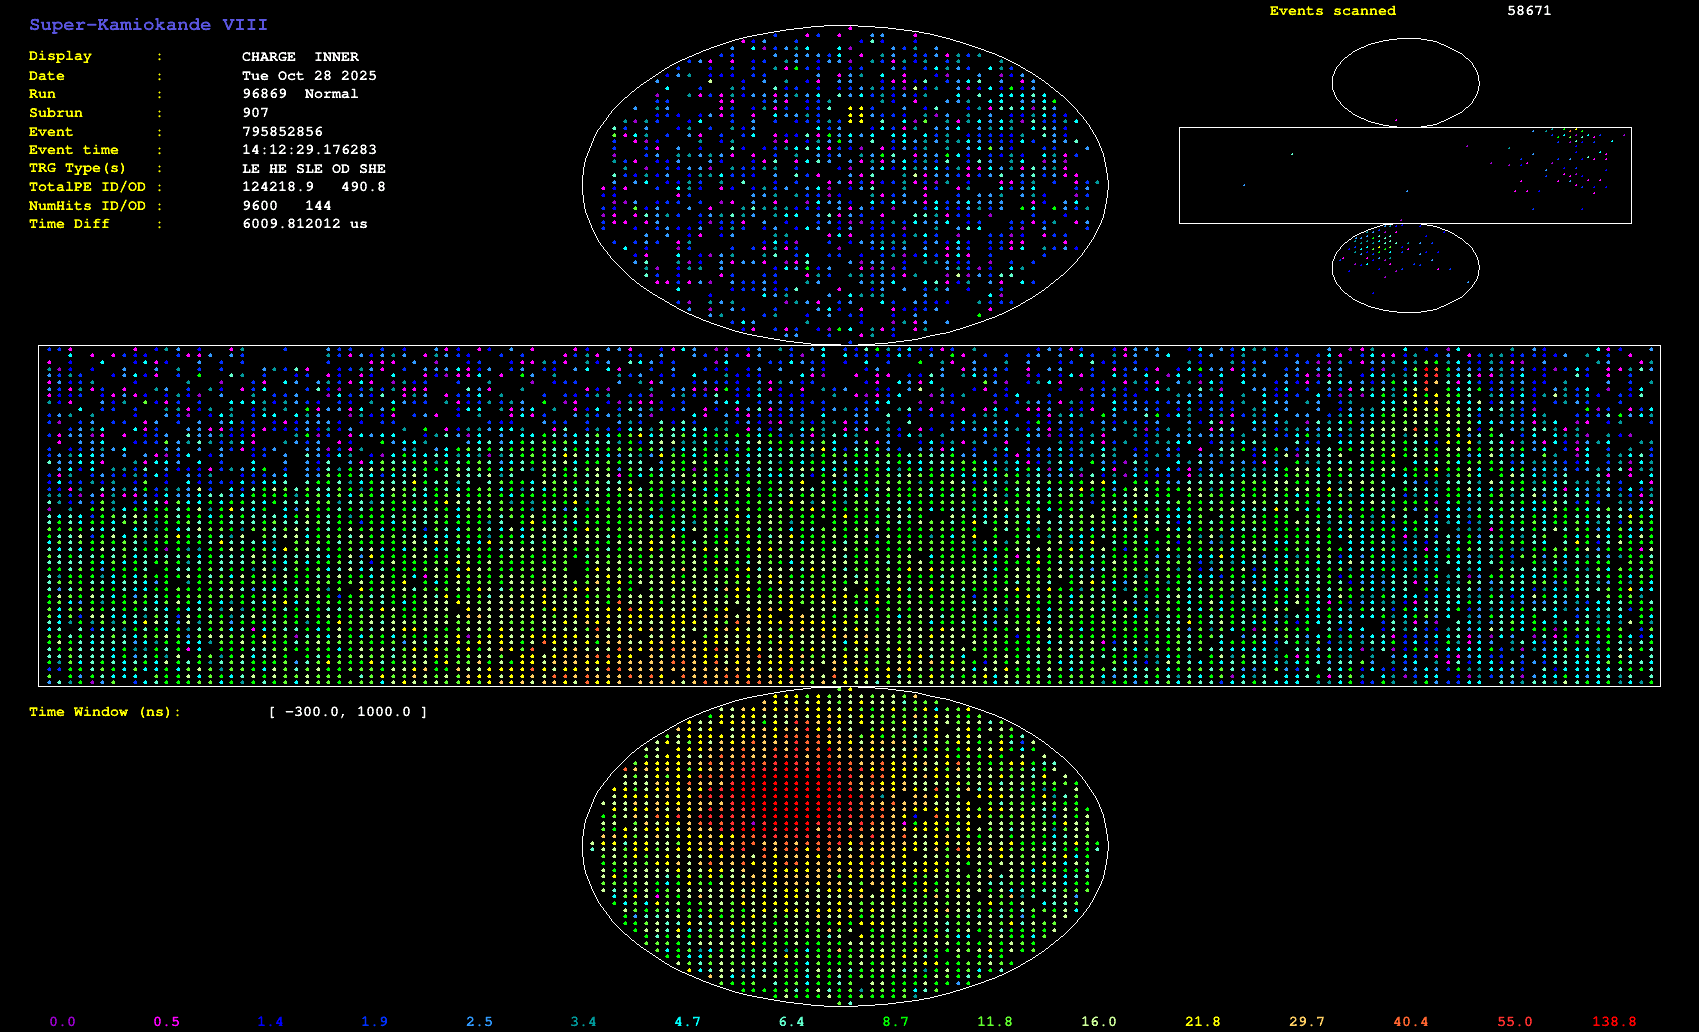 Super-Kamiokande VIII
Display : CHARGE INNER
Date : Tue Oct 28 2025
Run : 96869 Normal
Subrun : 907
Event : 795852856
Event time : 14:12:29.176283
TRG Type(s) : LE HE SLE OD SHE
TotalPE ID/OD : 124218.9 490.8
NumHits ID/OD : 9600 144
Time Diff : 6009.812012 us
Events scanned 58671
Time Window (ns): [ -300.0, 1000.0 ]
0.0 0.5 1.4 1.9 2.5 3.4 4.7 6.4 8.7 11.8 16.0 21.8 29.7 40.4 55.0 138.8